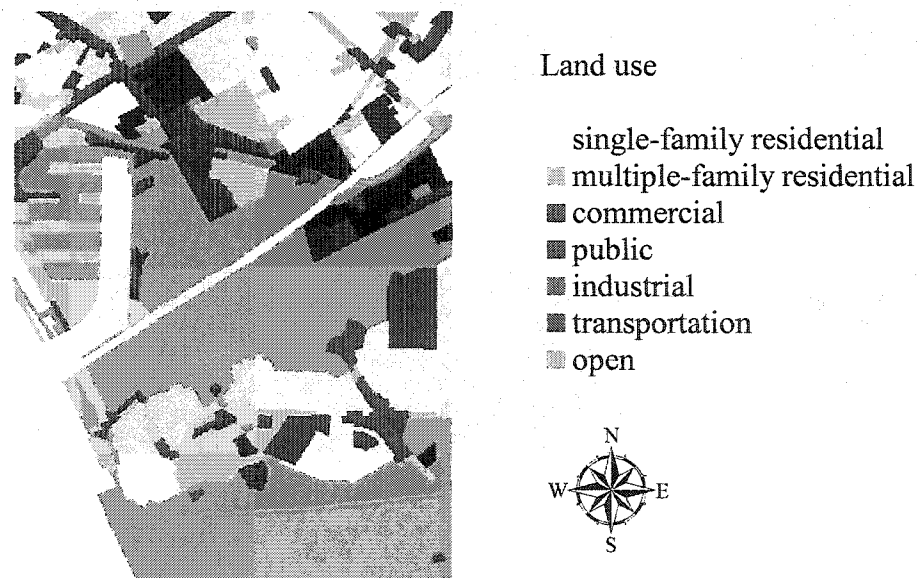 Land use
single-family residential
multiple-family residential
commercial
public
industrial
transportation
open
N
W E
S